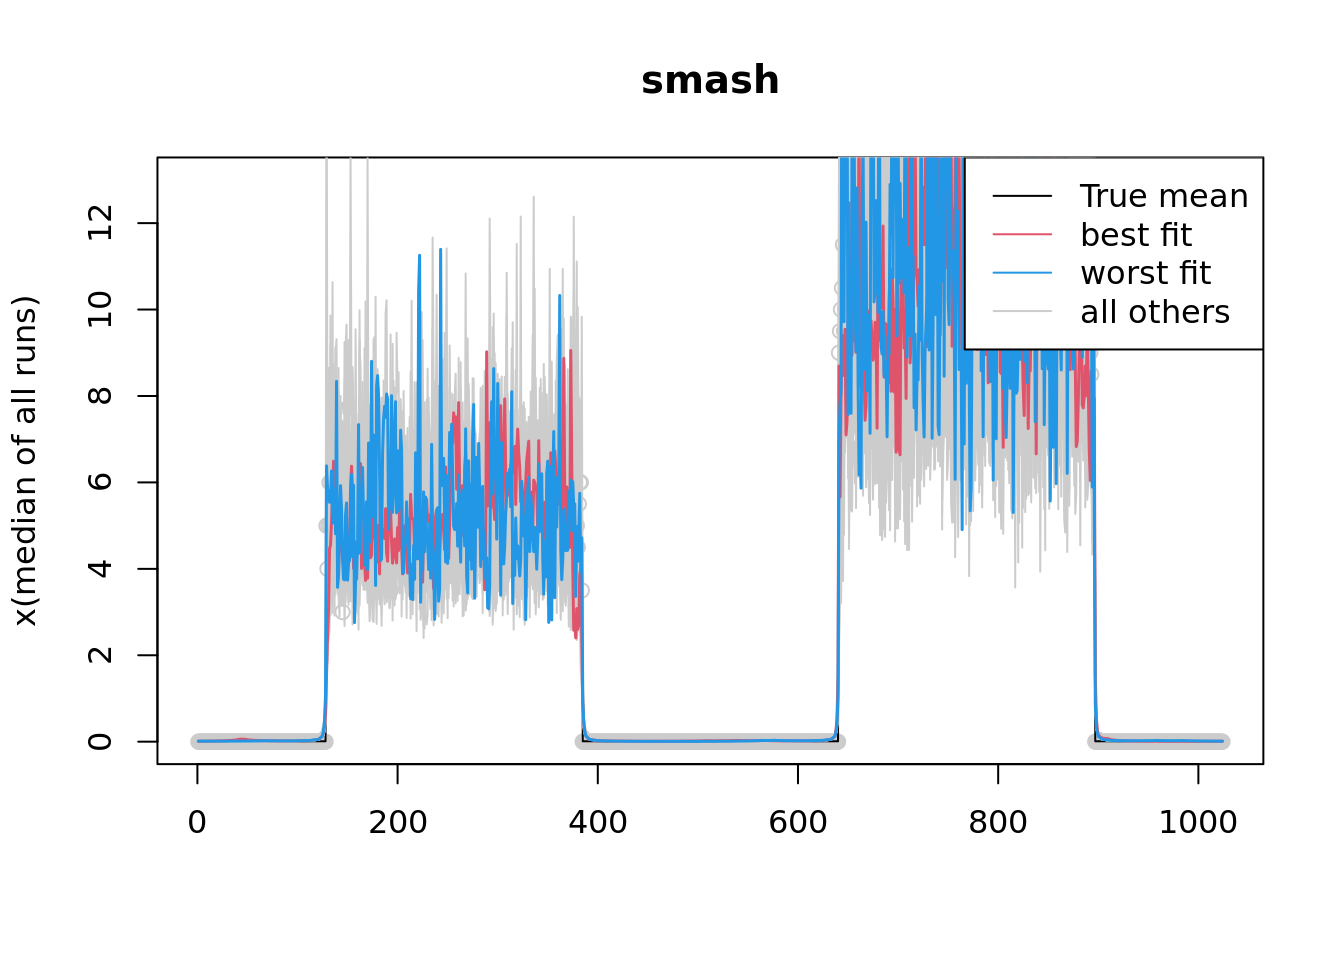 smash
x(median of all runs)
12
10
8
6
4
2
0
True mean
best fit
worst fit
all others
0 200 400 600 800 1000